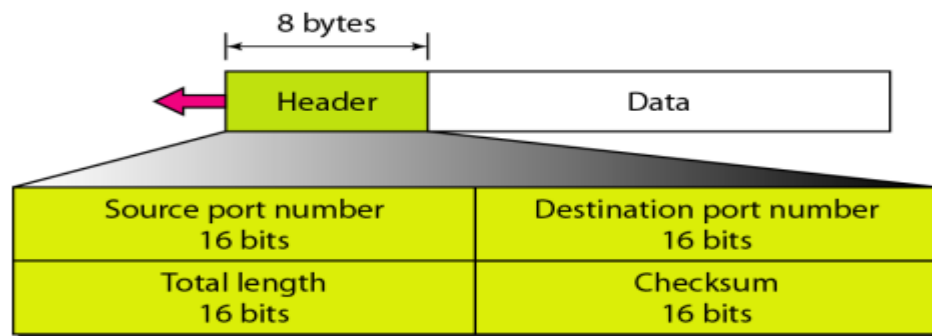 8 bytes
Header
Data
Source port number
16 bits
Destination port number
16 bits
Total length
16 bits
Checksum
16 bits